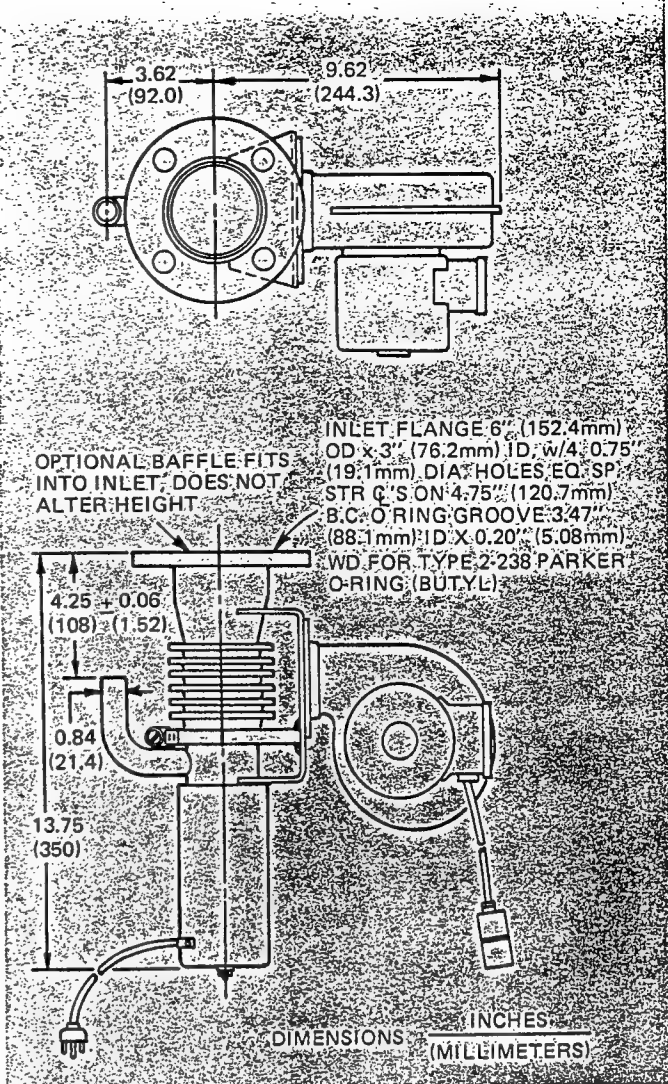 3.62
(92.0)
9.62
(244.3)
OPTIONAL BAFFLE FITS
INTO INLET, DOES NOT
ALTER HEIGHT
INLET FLANGE 6" (152.4mm)
OD x 3" (76.2mm) ID, w/4 0.75"
(19.1mm) DIA. HOLES EQ. SP.
STR ℄'S ON 4.75" (120.7mm)
B.C. O RING GROOVE 3.47"
(88.1mm) ID X 0.20" (5.08mm)
WD FOR TYPE 2-238 PARKER
O-RING (BUTYL)
4.25 ± 0.06
(108) (1.52)
0.84
(21.4)
13.75
(350)
DIMENSIONS
INCHES
(MILLIMETERS)